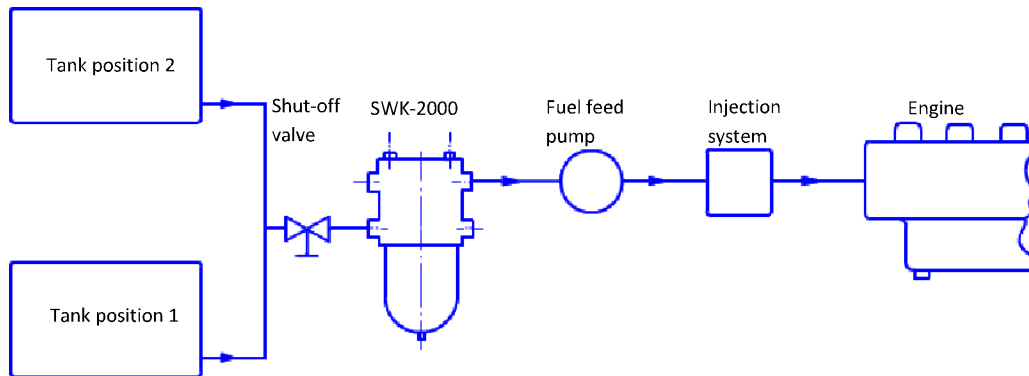 Tank position 2
Shut-off
valve
SWK-2000
Fuel feed
pump
Injection
system
Engine
Tank position 1